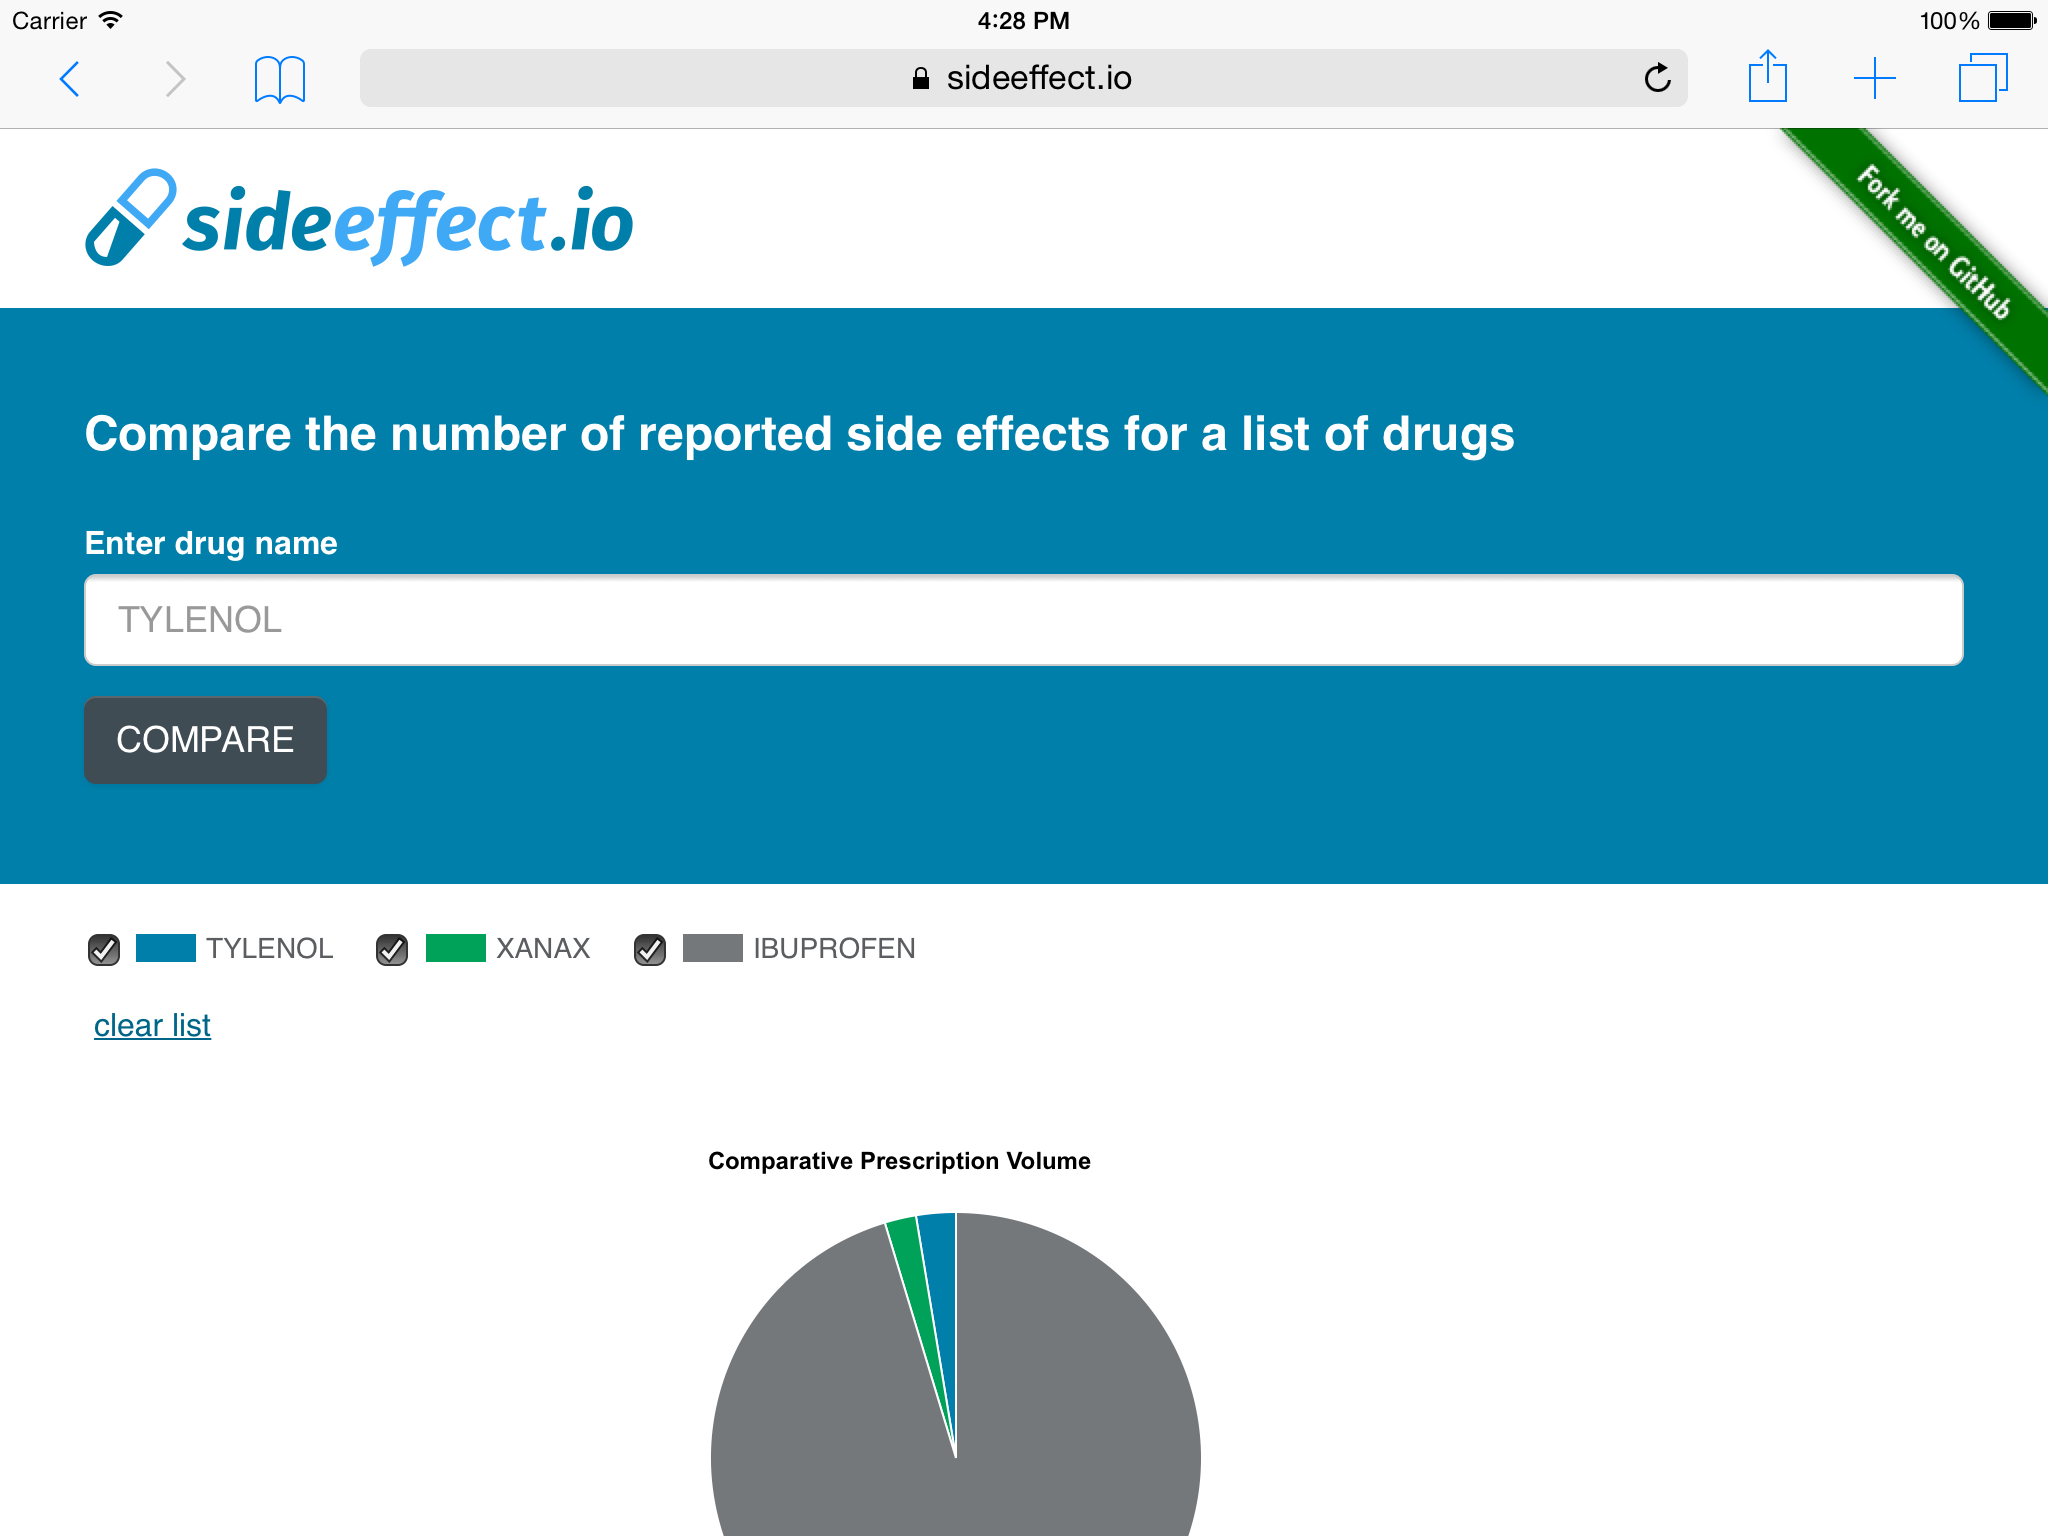 Carrier 4:28 PM 100%
sideeffect.io
sideeffect.io
Fork me on GitHub
Compare the number of reported side effects for a list of drugs
Enter drug name
TYLENOL
COMPARE
TYLENOL XANAX IBUPROFEN
clear list
Comparative Prescription Volume